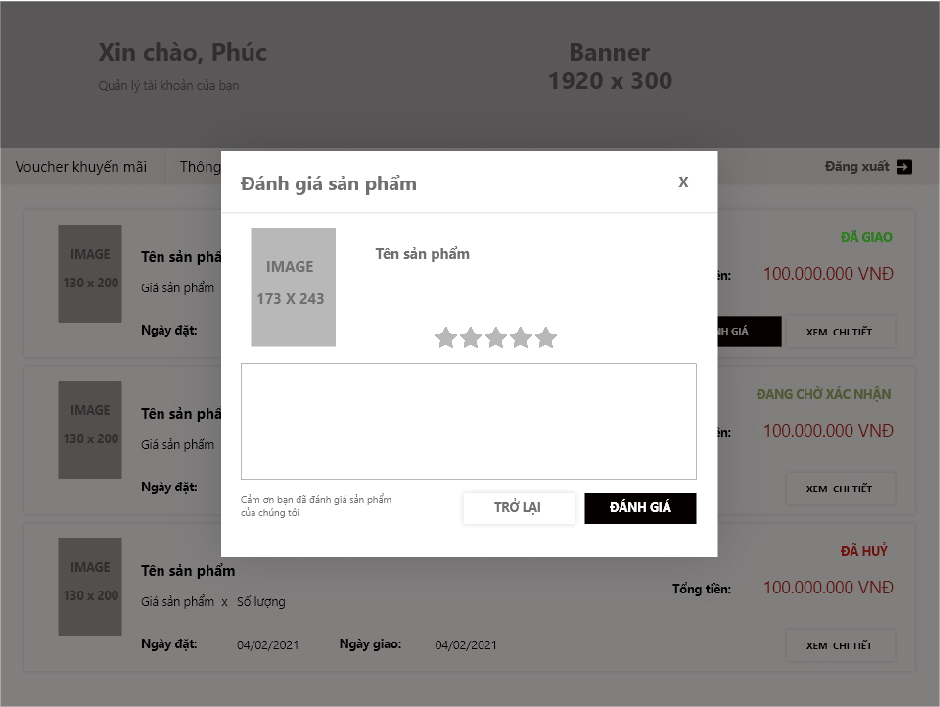 Xin chào, Phúc
Quản lý tài khoản của bạn
Banner
1920 x 300
Voucher khuyến mãi
Thông
Đăng xuất
Đánh giá sản phẩm
X
IMAGE
173 X 243
Tên sản phẩm
Cảm ơn bạn đã đánh giá sản phẩm
của chúng tôi
TRỞ LẠI
ĐÁNH GIÁ
IMAGE
130 x 200
Tên sản phẩ
Giá sản phẩm
Ngày đặt:
ĐÃ GIAO
ền:
100.000.000 VNĐ
NH GIÁ
XEM CHI TIẾT
IMAGE
130 x 200
Tên sản phẩ
Giá sản phẩm
Ngày đặt:
ĐANG CHỜ XÁC NHẬN
ền:
100.000.000 VNĐ
XEM CHI TIẾT
IMAGE
130 x 200
Tên sản phẩm
Giá sản phẩm x Số lượng
Ngày đặt: 04/02/2021 Ngày giao: 04/02/2021
ĐÃ HUỶ
Tổng tiền: 100.000.000 VNĐ
XEM CHI TIẾT